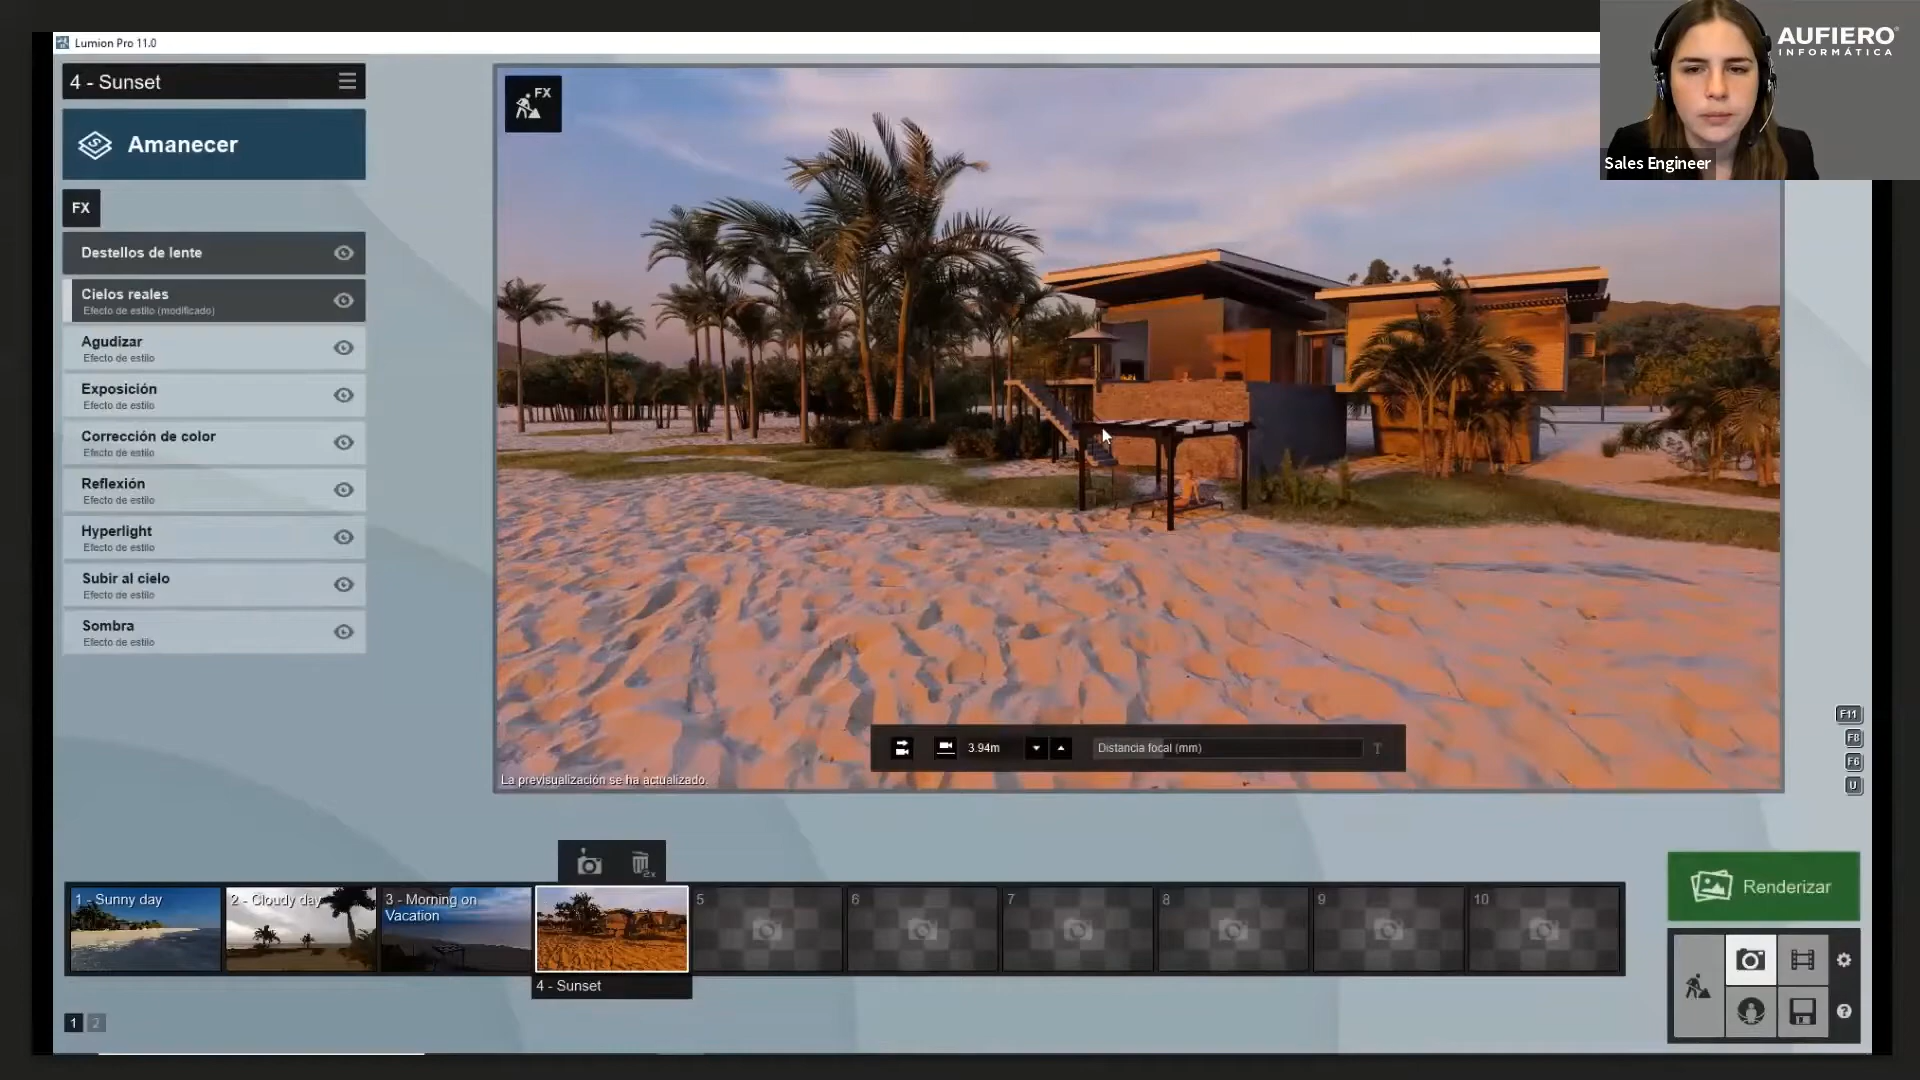 Lumion Pro 11.0
AUFIERO®
INFORMÁTICA
Sales Engineer
4 - Sunset
Amanecer
FX
FX
Destellos de lente
Cielos reales
Efecto de estilo (modificado)
Agudizar
Efecto de estilo
Exposición
Efecto de estilo
Corrección de color
Efecto de estilo
Reflexión
Efecto de estilo
Hyperlight
Efecto de estilo
Subir al cielo
Efecto de estilo
Sombra
Efecto de estilo
3.94m
Distancia focal (mm)
T
La previsualización se ha actualizado.
F11
F8
F6
U
2x
1 - Sunny day
2 - Cloudy day
3 - Morning on
Vacation
5
6
7
8
9
10
4 - Sunset
Renderizar
1
2
?